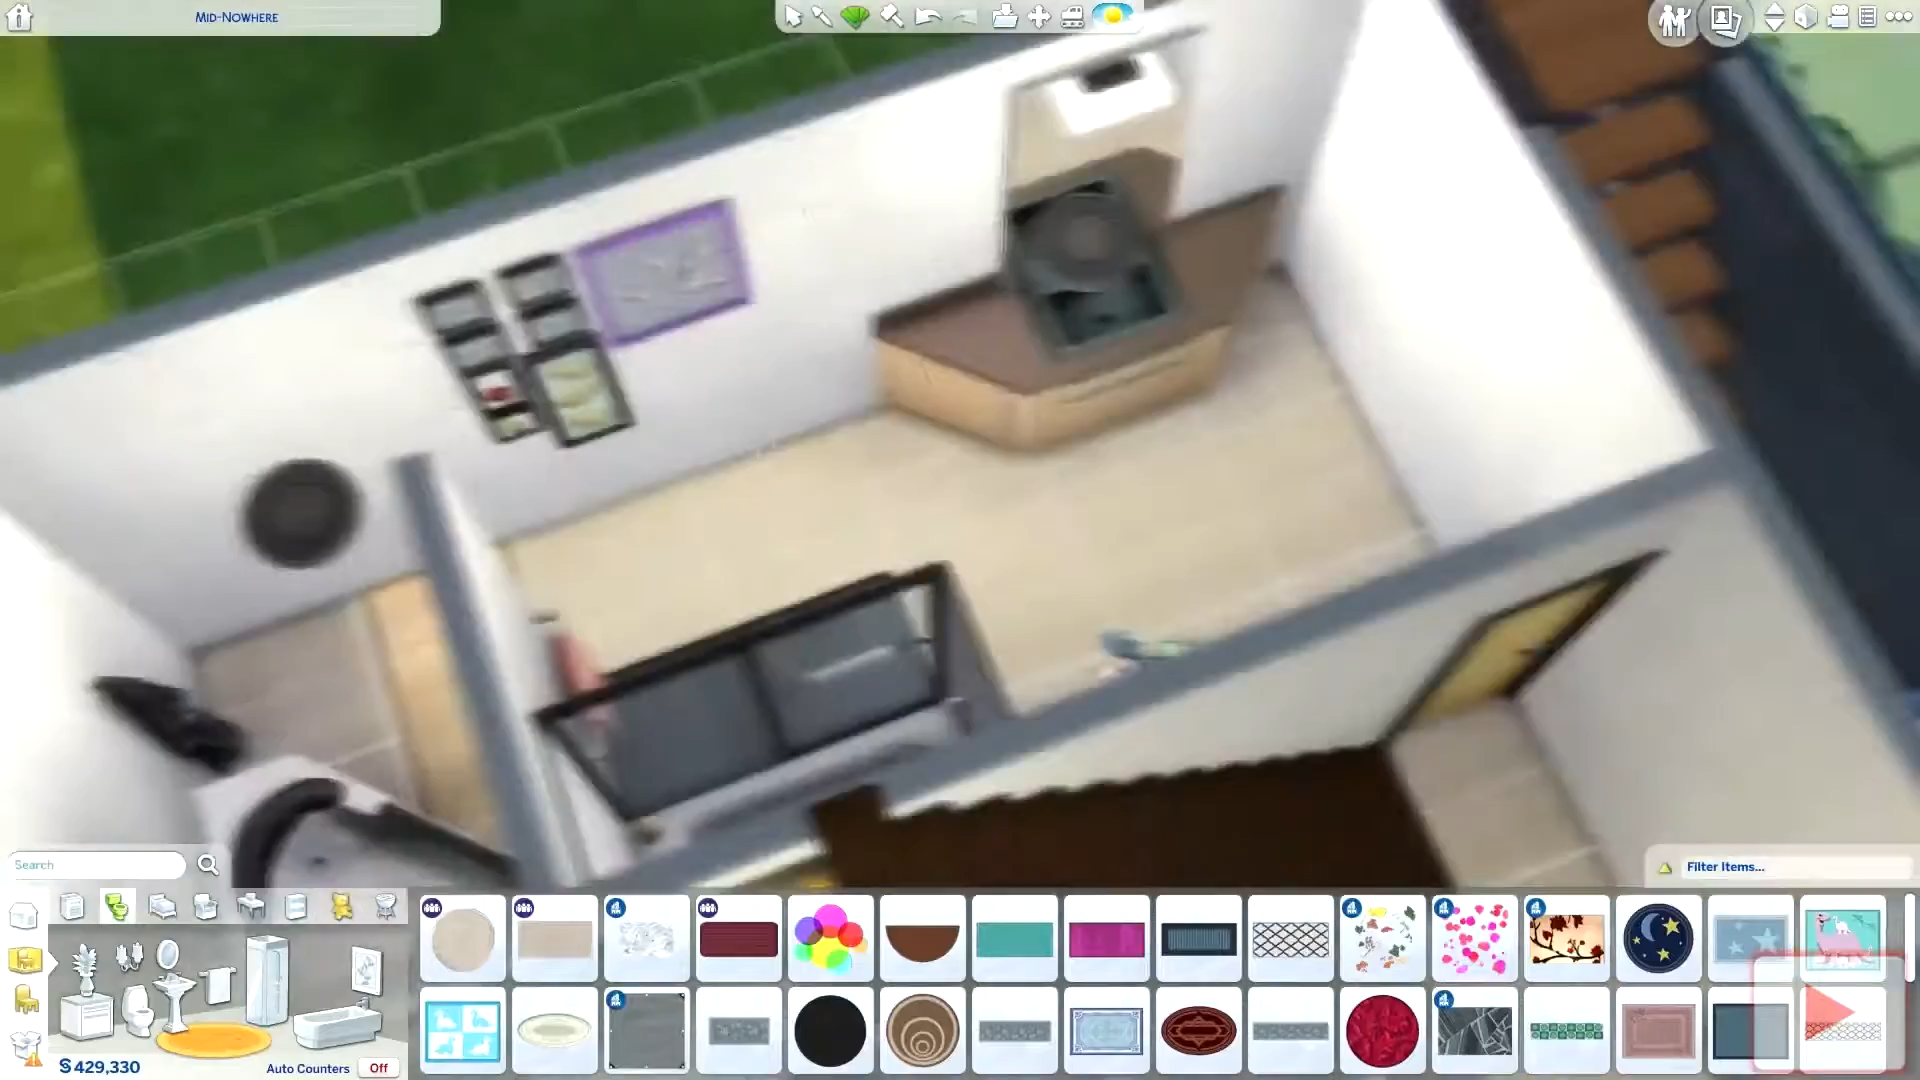 Mid-Nowhere
Search
Filter Items...
§429,330
Auto Counters Off